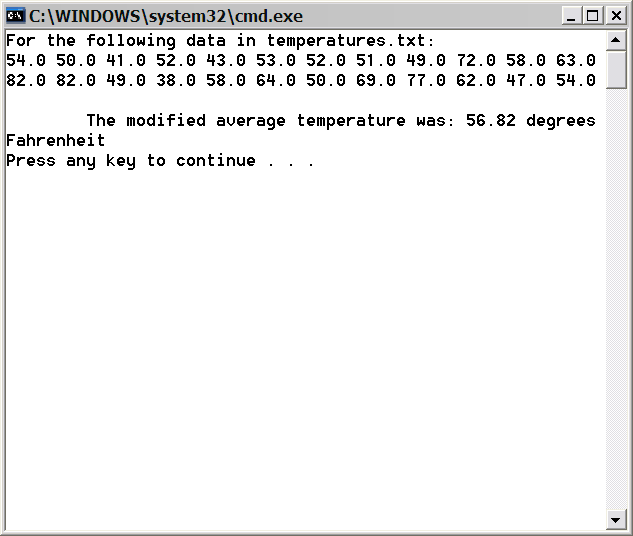 C:\WINDOWS\system32\cmd.exe
For the following data in temperatures.txt:
54.0 50.0 41.0 52.0 43.0 53.0 52.0 51.0 49.0 72.0 58.0 63.0
82.0 82.0 49.0 38.0 58.0 64.0 50.0 69.0 77.0 62.0 47.0 54.0
The modified average temperature was: 56.82 degrees
Fahrenheit
Press any key to continue . . .